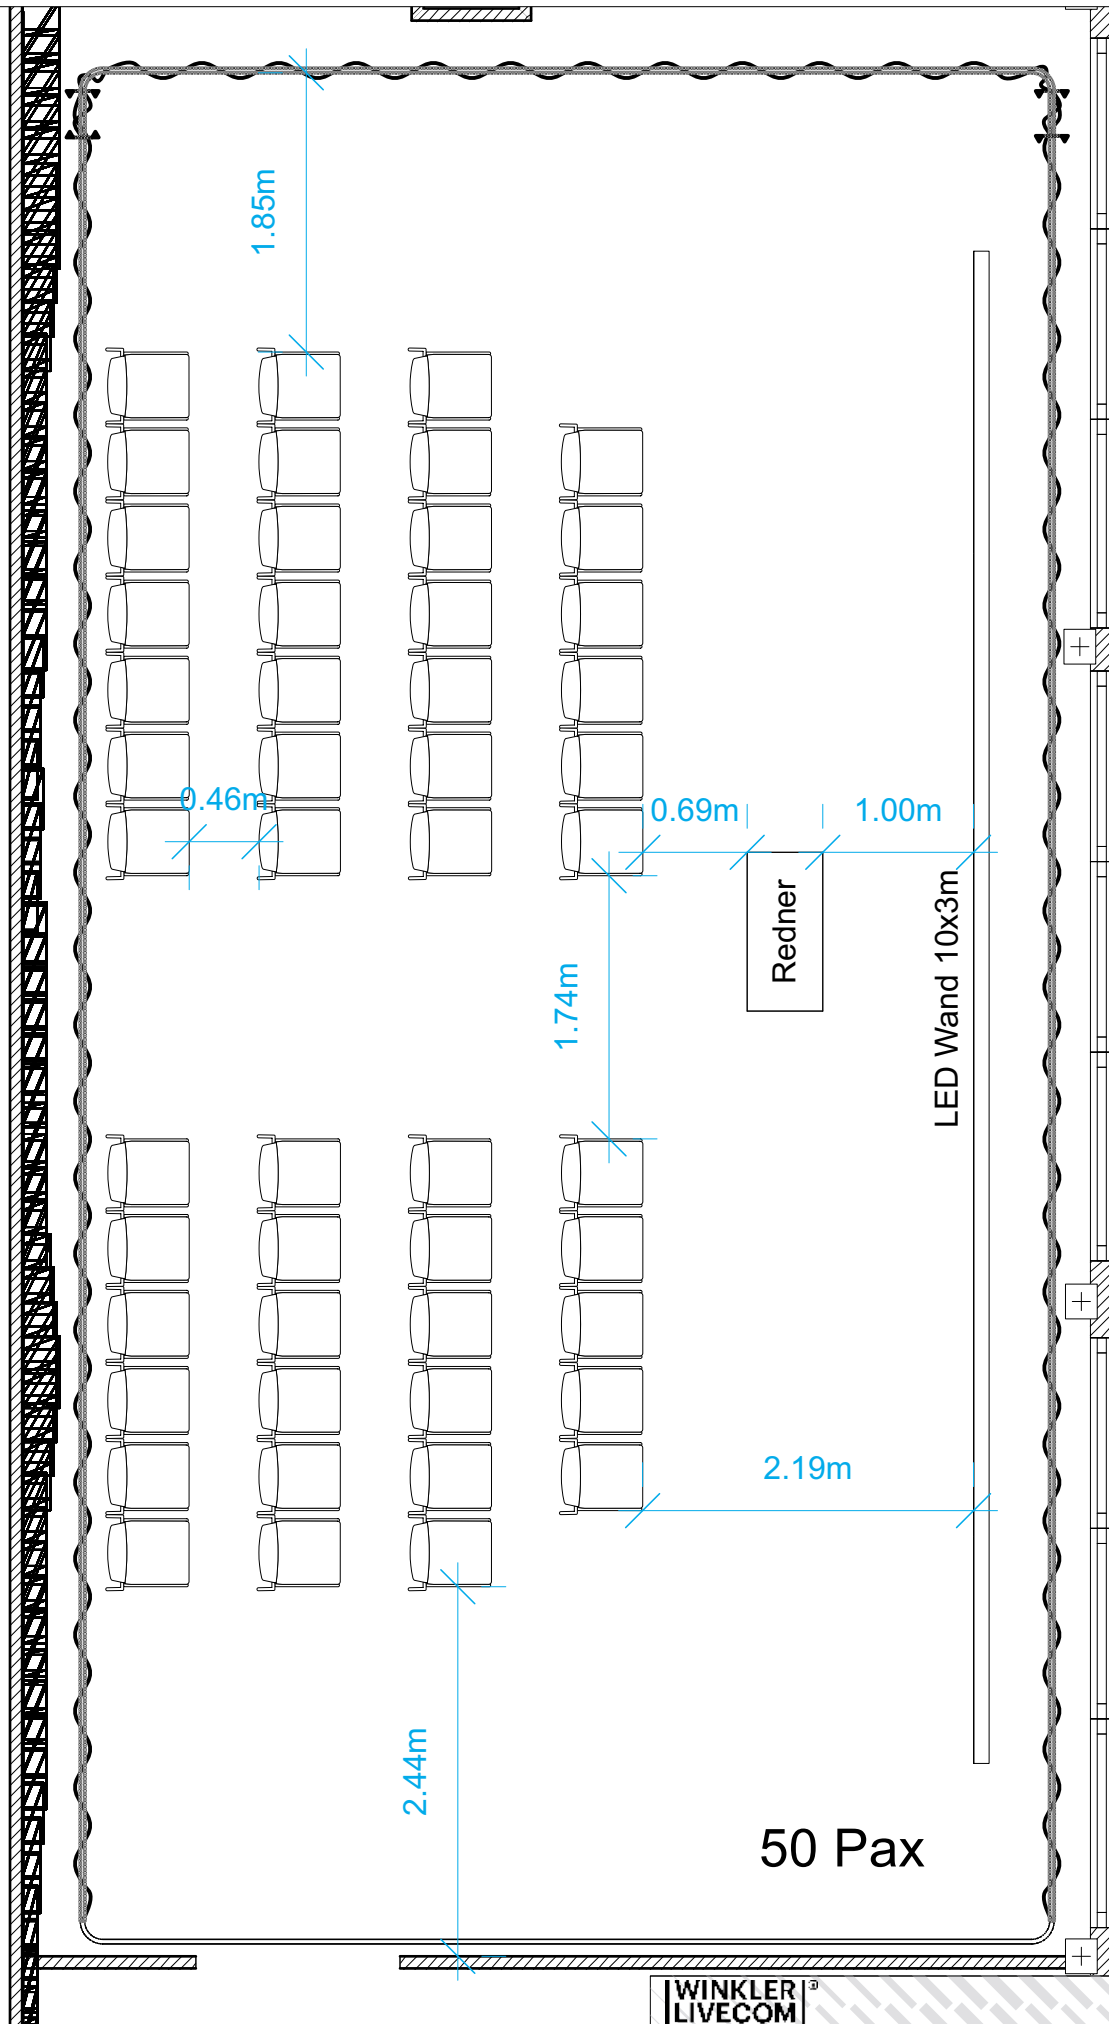 1.85m
0.46m
0.69m
1.00m
Redner
LED Wand 10x3m
1.74m
2.19m
2.44m
50 Pax
WINKLER®
LIVECOM